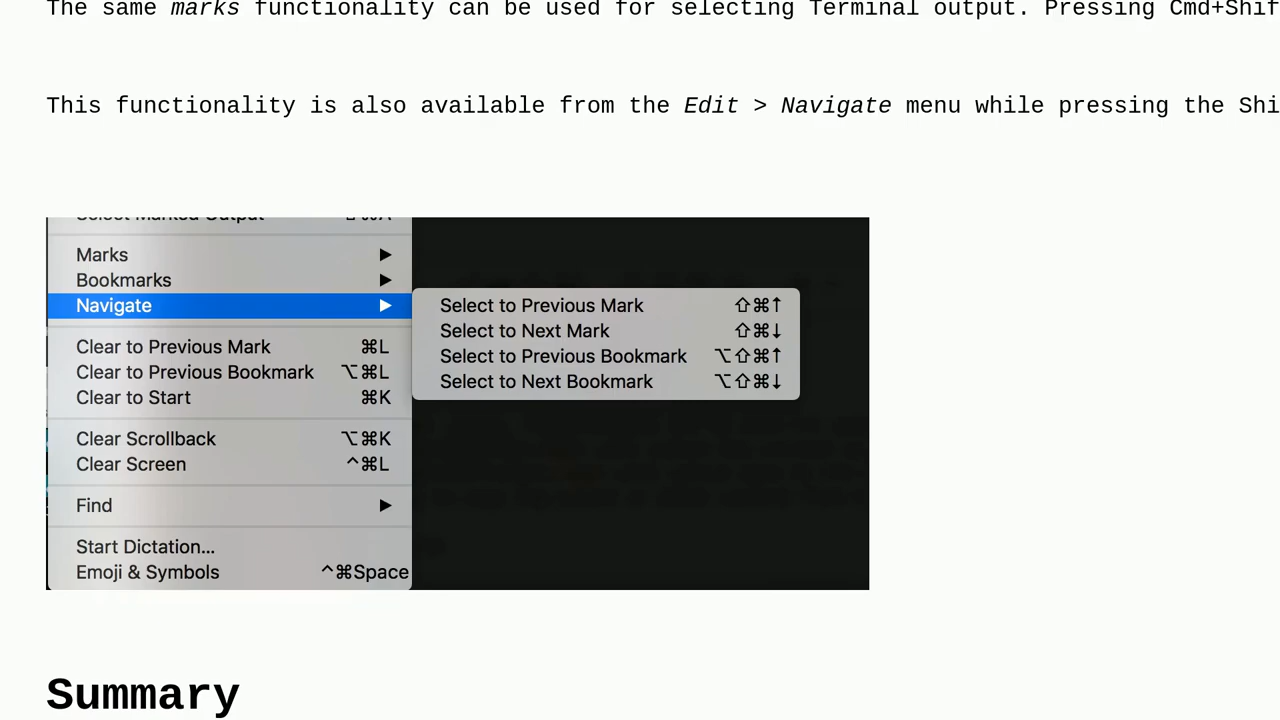 The same marks functionality can be used for selecting Terminal output. Pressing Cmd+Shif
This functionality is also available from the Edit > Navigate menu while pressing the Shi
Select Marked Output ⇧⌘A
Marks ▶
Bookmarks ▶
Navigate ▶
Select to Previous Mark ⇧⌘↑
Select to Next Mark ⇧⌘↓
Select to Previous Bookmark ⌥⇧⌘↑
Select to Next Bookmark ⌥⇧⌘↓
Clear to Previous Mark ⌘L
Clear to Previous Bookmark ⌥⌘L
Clear to Start ⌘K
Clear Scrollback ⌥⌘K
Clear Screen ^⌘L
Find ▶
Start Dictation...
Emoji & Symbols ^⌘Space
Summary